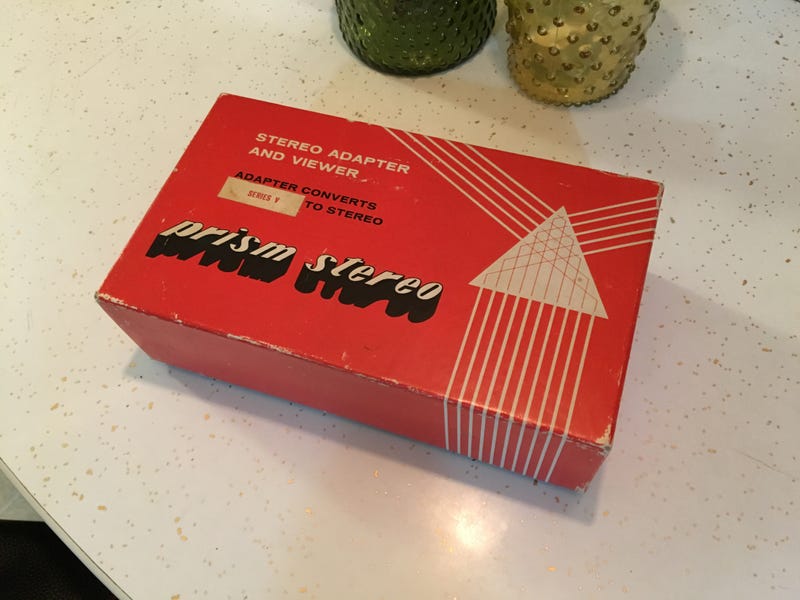 STEREO ADAPTER
AND VIEWER
ADAPTER CONVERTS
SERIES V TO STEREO
prism stereo